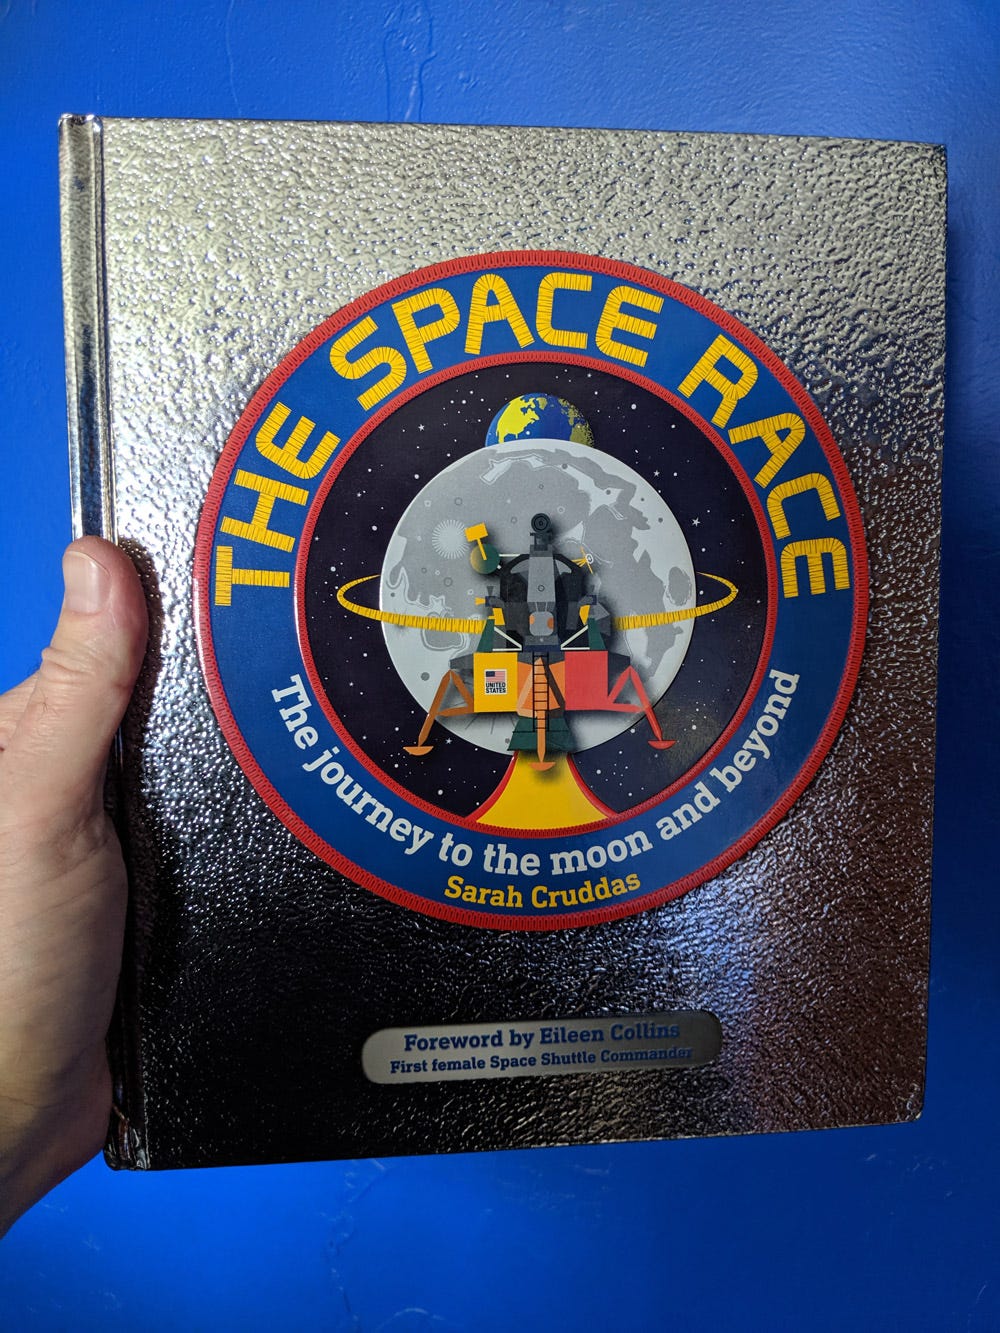 THE SPACE RACE
UNITED
STATES
The journey to the moon and beyond
Sarah Cruddas
Foreword by Eileen Collins
First female Space Shuttle Commander